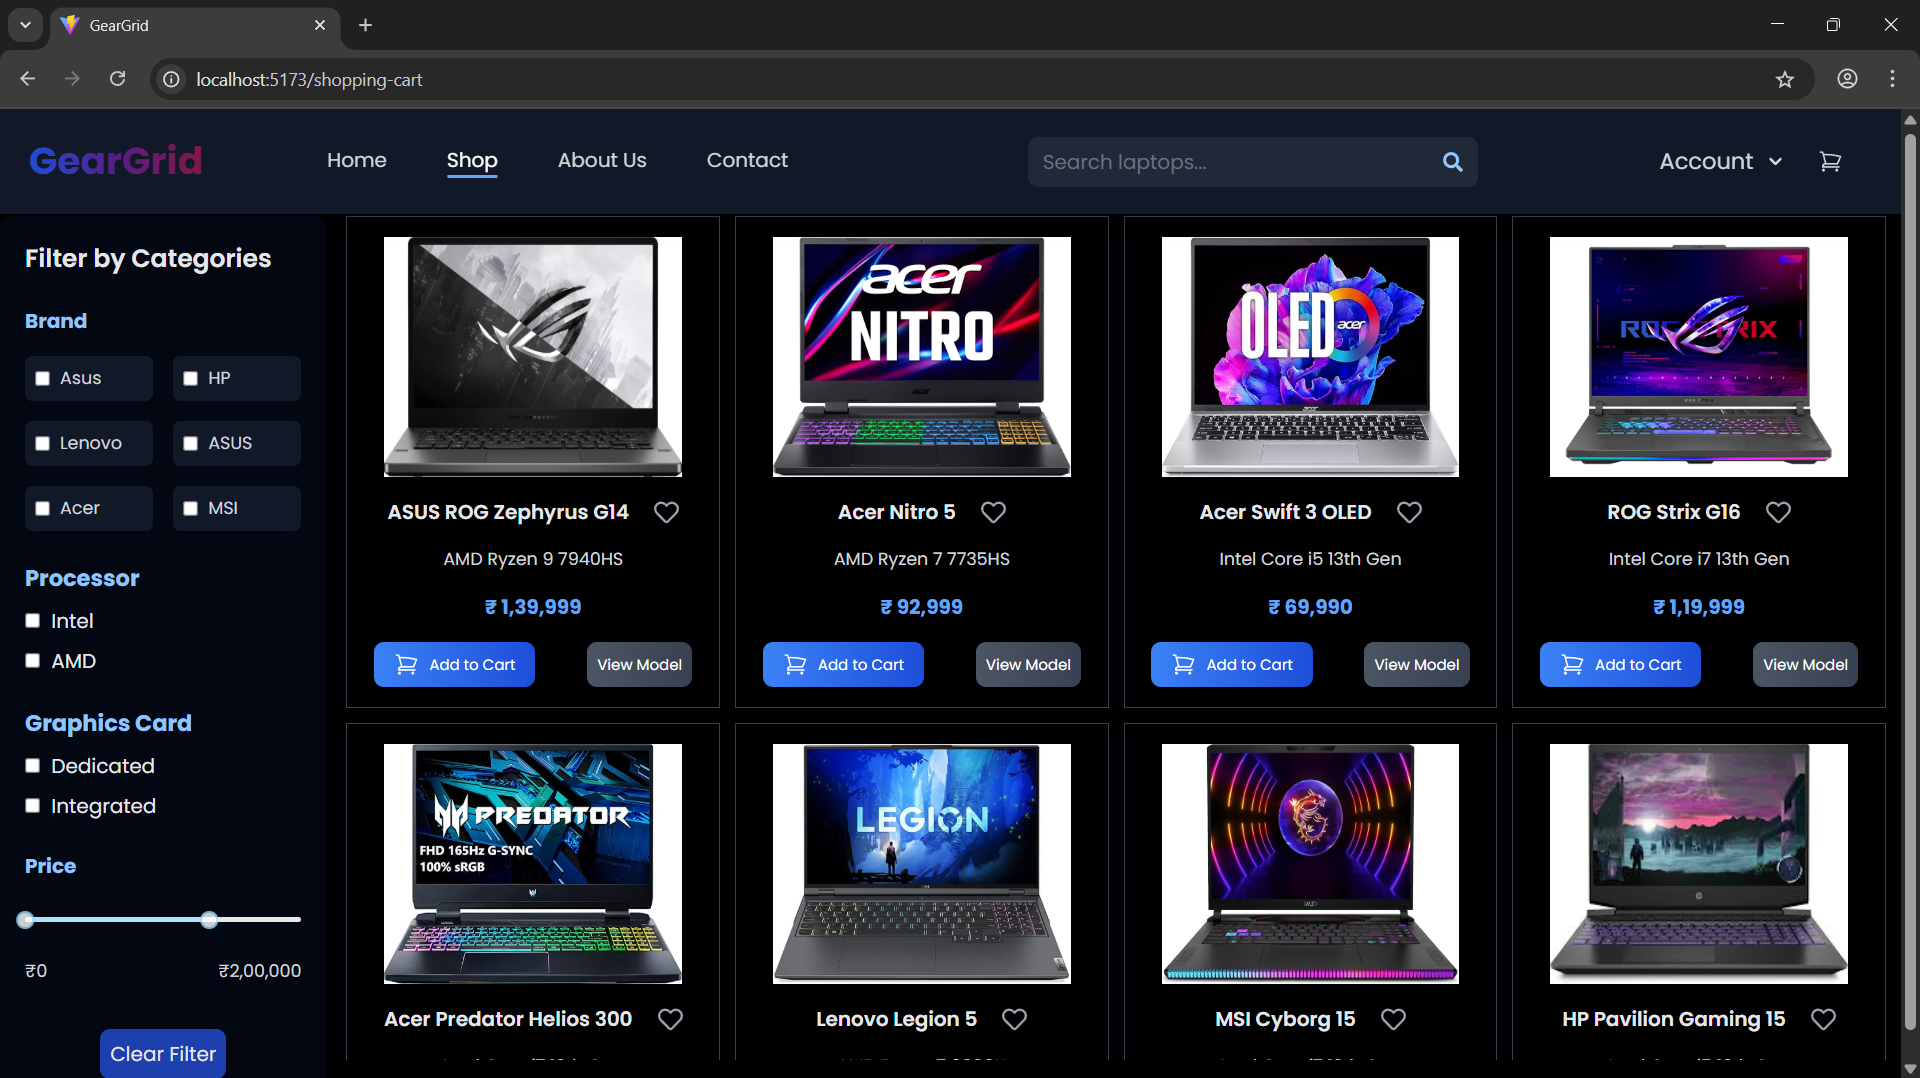 GearGrid
localhost:5173/shopping-cart
GearGrid
Home
Shop
About Us
Contact
Search laptops...
Account
Filter by Categories
Brand
Asus
HP
Lenovo
ASUS
Acer
MSI
Processor
Intel
AMD
Graphics Card
Dedicated
Integrated
Price
₹0
₹2,00,000
Clear Filter
ASUS ROG Zephyrus G14
AMD Ryzen 9 7940HS
₹ 1,39,999
Add to Cart
View Model
acer
NITRO
Acer Nitro 5
AMD Ryzen 7 7735HS
₹ 92,999
Add to Cart
View Model
OLED
acer
Acer Swift 3 OLED
Intel Core i5 13th Gen
₹ 69,990
Add to Cart
View Model
ROG Strix G16
Intel Core i7 13th Gen
₹ 1,19,999
Add to Cart
View Model
PREDATOR
FHD 165Hz G-SYNC
100% sRGB
Acer Predator Helios 300
LEGION
Lenovo Legion 5
MSI Cyborg 15
HP Pavilion Gaming 15